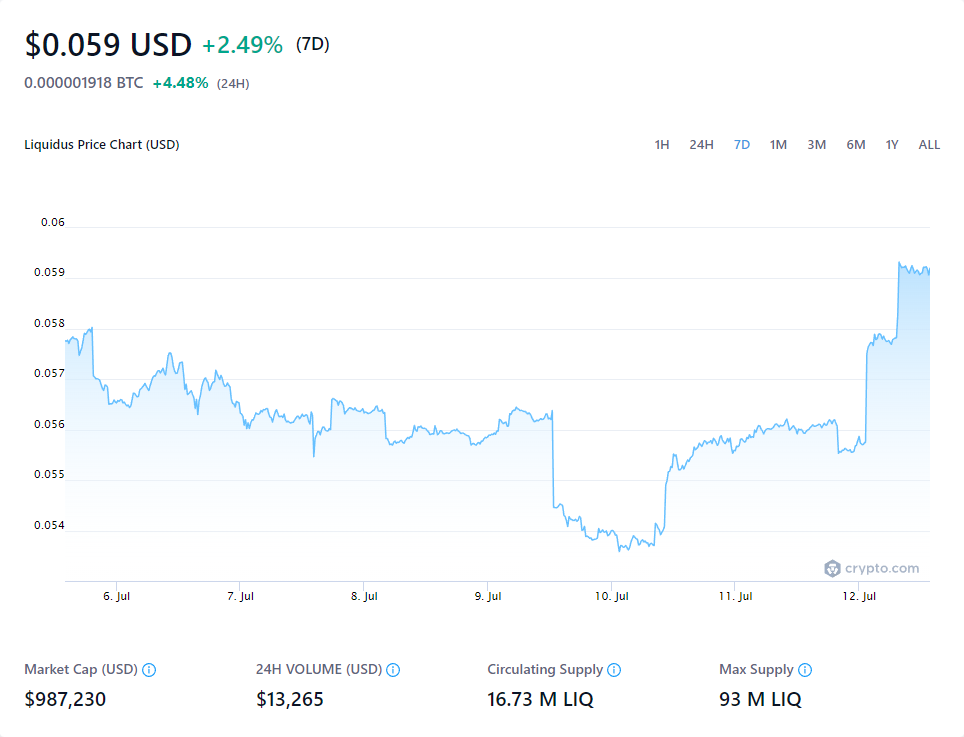 $0.059 USD +2.49% (7D)
0.000001918 BTC +4.48% (24H)
Liquidus Price Chart (USD) 1H 24H 7D 1M 3M 6M 1Y ALL
0.06
0.059
0.058
0.057
0.056
0.055
0.054
crypto.com
6. Jul 7. Jul 8. Jul 9. Jul 10. Jul 11. Jul 12. Jul
Market Cap (USD) 24H VOLUME (USD) Circulating Supply Max Supply
$987,230 $13,265 16.73 M LIQ 93 M LIQ